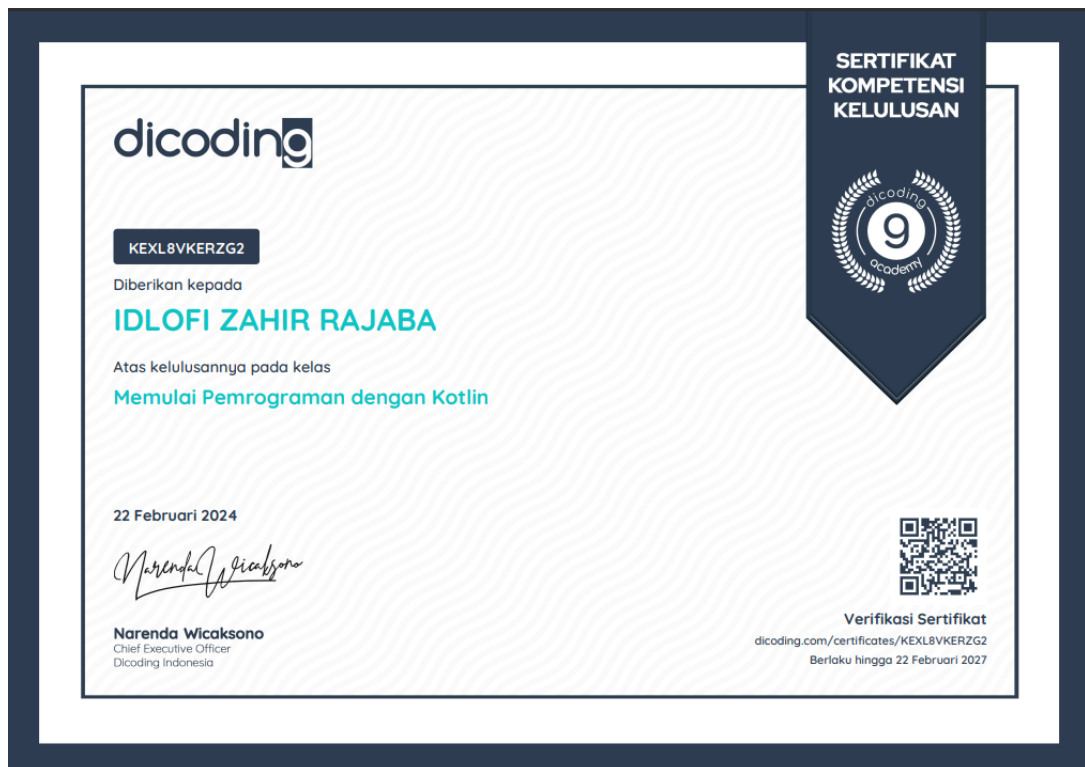 SERTIFIKAT
KOMPETENSI
KELULUSAN
dicoding
dicoding
9
academy
KEXL8VKERZG2
Diberikan kepada
IDLOFI ZAHIR RAJABA
Atas kelulusannya pada kelas
Memulai Pemrograman dengan Kotlin
22 Februari 2024
Narenda Wicaksono
Narenda Wicaksono
Chief Executive Officer
Dicoding Indonesia
Verifikasi Sertifikat
dicoding.com/certificates/KEXL8VKERZG2
Berlaku hingga 22 Februari 2027